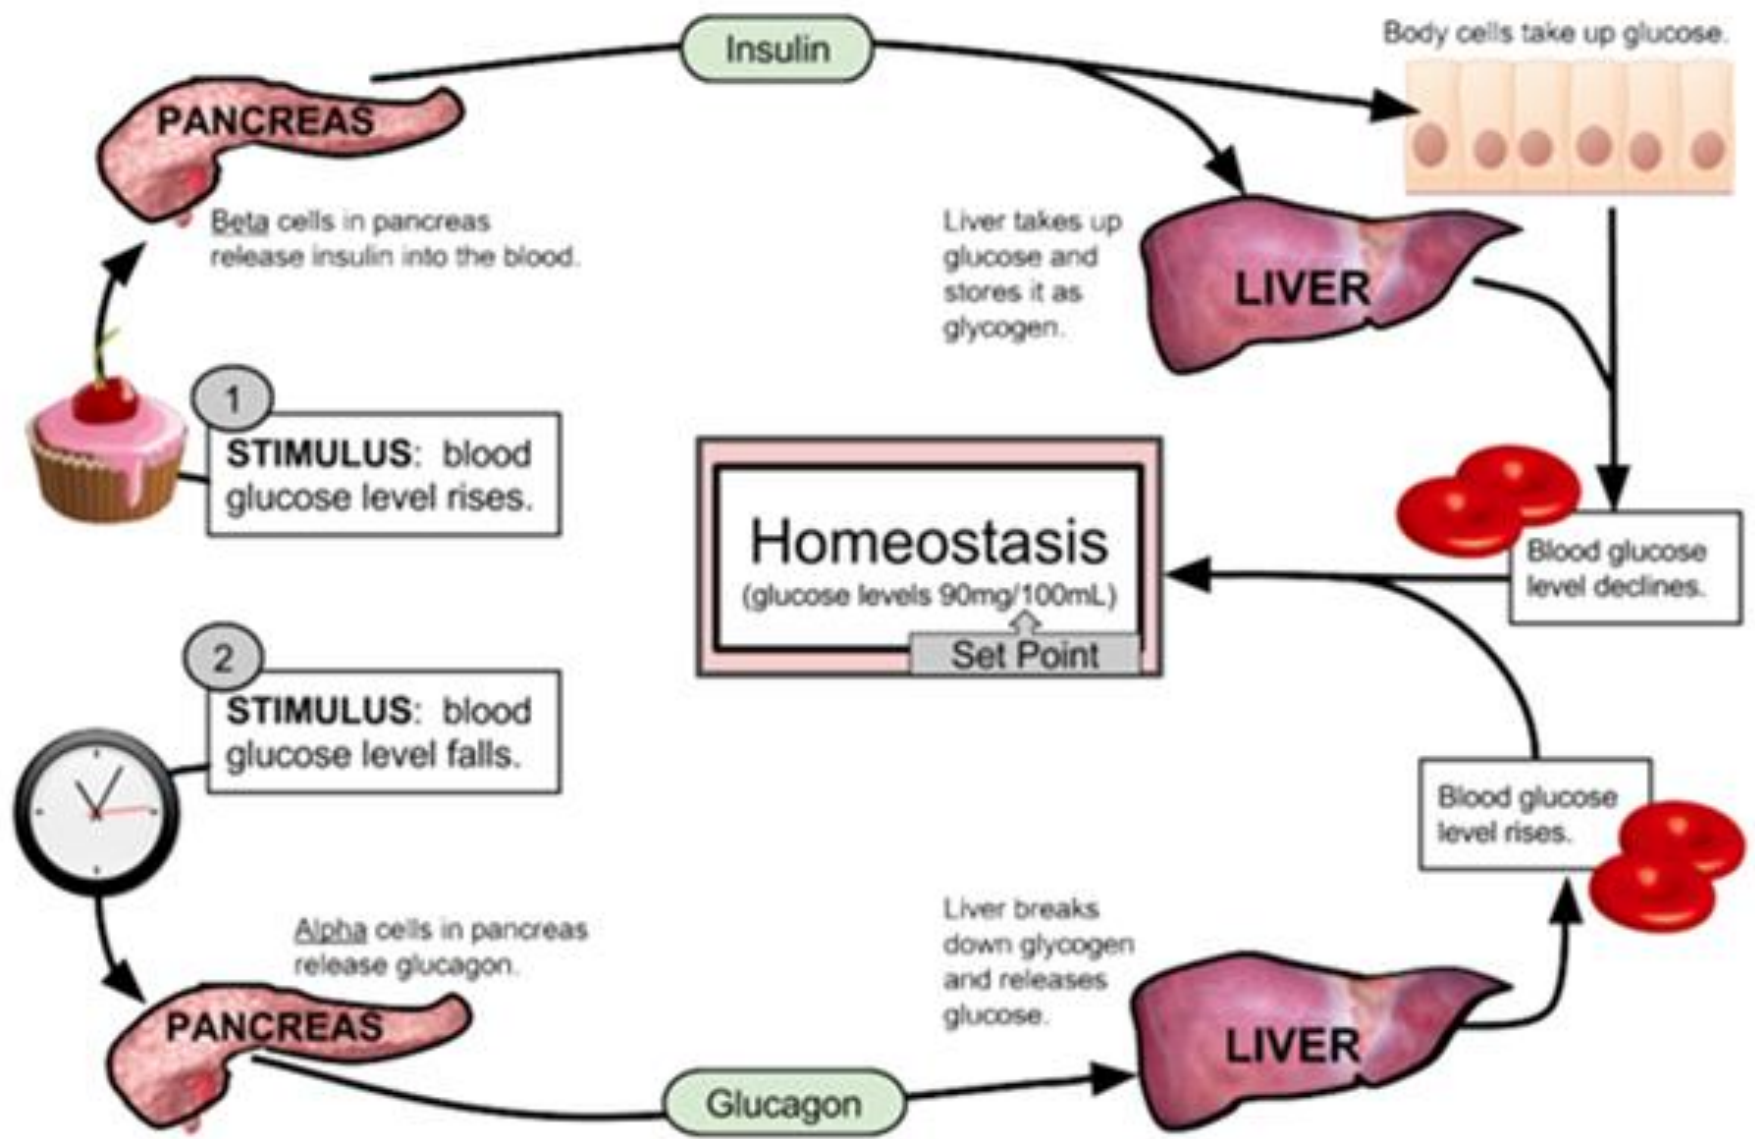 Insulin
Body cells take up glucose.
PANCREAS
Beta cells in pancreas
release insulin into the blood.
Liver takes up
glucose and
stores it as
glycogen.
LIVER
1
STIMULUS: blood
glucose level rises.
Homeostasis
(glucose levels 90mg/100mL)
Set Point
Blood glucose
level declines.
2
STIMULUS: blood
glucose level falls.
Blood glucose
level rises.
Alpha cells in pancreas
release glucagon.
PANCREAS
Liver breaks
down glycogen
and releases
glucose.
LIVER
Glucagon